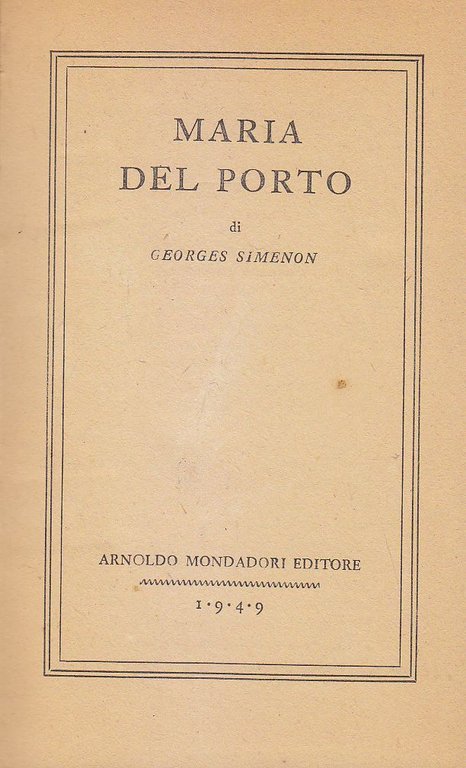 MARIA
DEL PORTO
di
GEORGES SIMENON
ARNOLDO MONDADORI EDITORE
1•9•4•9